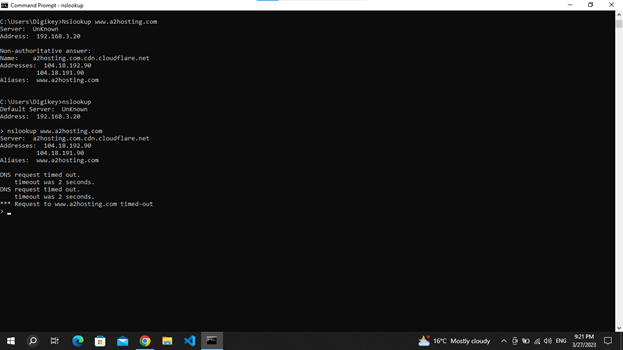 Command Prompt - nslookup
C:\Users\Digikey>Nslookup www.a2hosting.com
Server:  UnKnown
Address:  192.168.3.20
Non-authoritative answer:
Name:    a2hosting.com.cdn.cloudflare.net
Addresses:  104.18.192.90
104.18.191.90
Aliases:  www.a2hosting.com
C:\Users\Digikey>nslookup
Default Server:  UnKnown
Address:  192.168.3.20
> nslookup www.a2hosting.com
Server:  a2hosting.com.cdn.cloudflare.net
Addresses:  104.18.192.90
104.18.191.90
Aliases:  www.a2hosting.com
DNS request timed out.
timeout was 2 seconds.
DNS request timed out.
timeout was 2 seconds.
*** Request to www.a2hosting.com timed-out
>
16°C Mostly cloudy
ENG
9:21 PM
3/27/2023